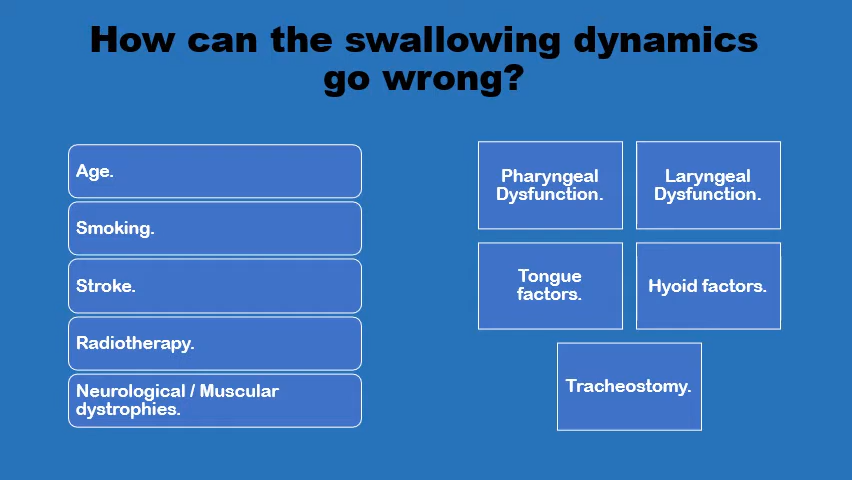 How can the swallowing dynamics
go wrong?
Age.
Smoking.
Stroke.
Radiotherapy.
Neurological / Muscular
dystrophies.
Pharyngeal
Dysfunction.
Laryngeal
Dysfunction.
Tongue
factors.
Hyoid factors.
Tracheostomy.